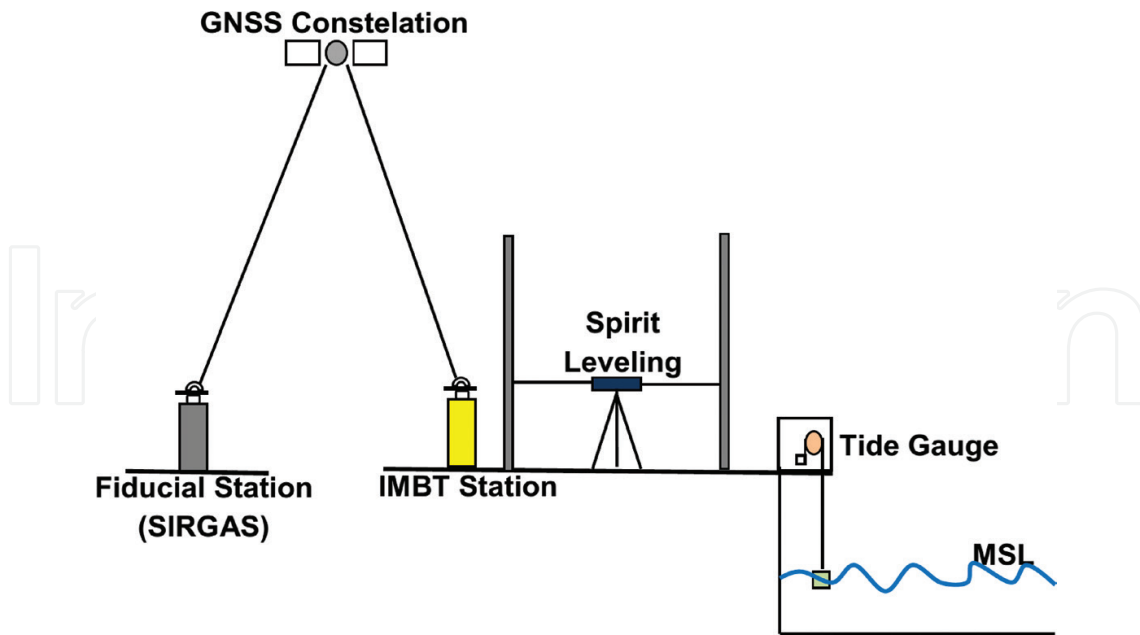 GNSS Constelation
Spirit
Leveling
Tide Gauge
Fiducial Station
(SIRGAS)
IMBT Station
MSL